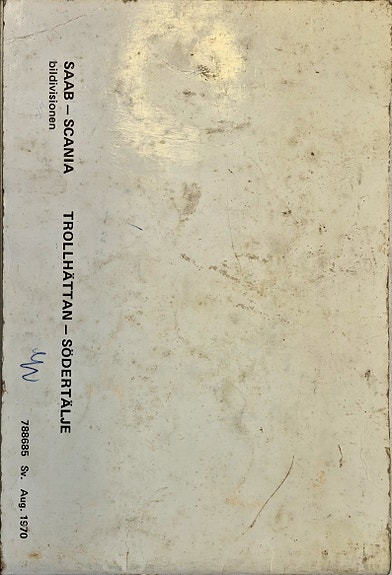 SAAB – SCANIA TROLLHÄTTAN – SÖDERTÄLJE
bildivisionen
788685 Sv. Aug. 1970